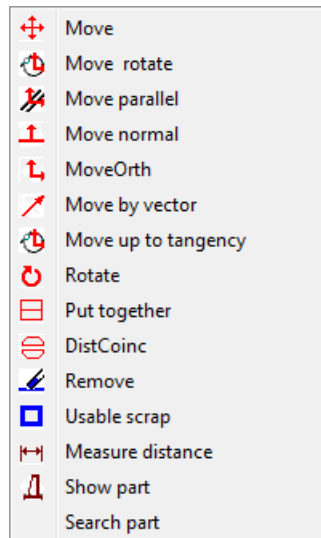 Move
Move rotate
Move parallel
Move normal
MoveOrth
Move by vector
Move up to tangency
Rotate
Put together
DistCoinc
Remove
Usable scrap
Measure distance
Show part
Search part